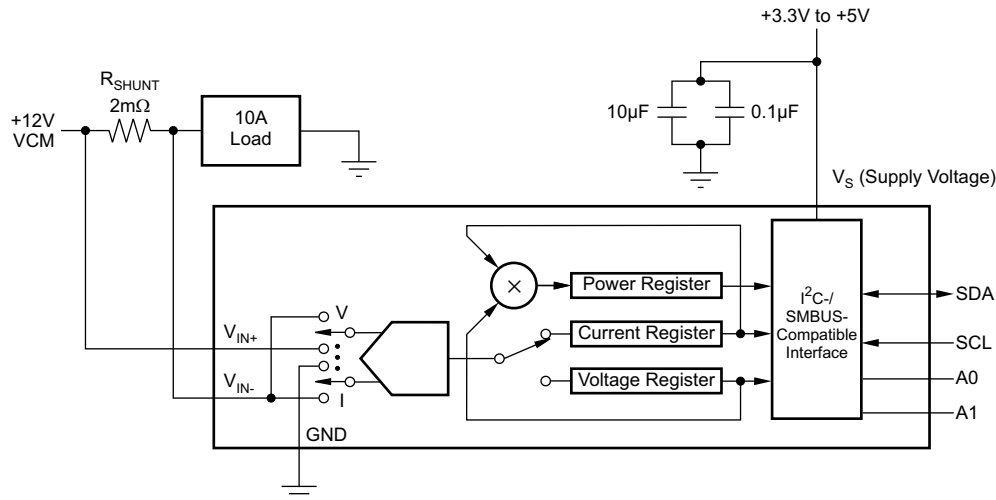 +3.3V to +5V
R_SHUNT
2mΩ
+12V
VCM
10A
Load
10µF
0.1µF
V_S (Supply Voltage)
×
Power Register
Current Register
Voltage Register
I²C-/
SMBUS-
Compatible
Interface
SDA
SCL
A0
A1
V
V_IN+
V_IN-
I
GND